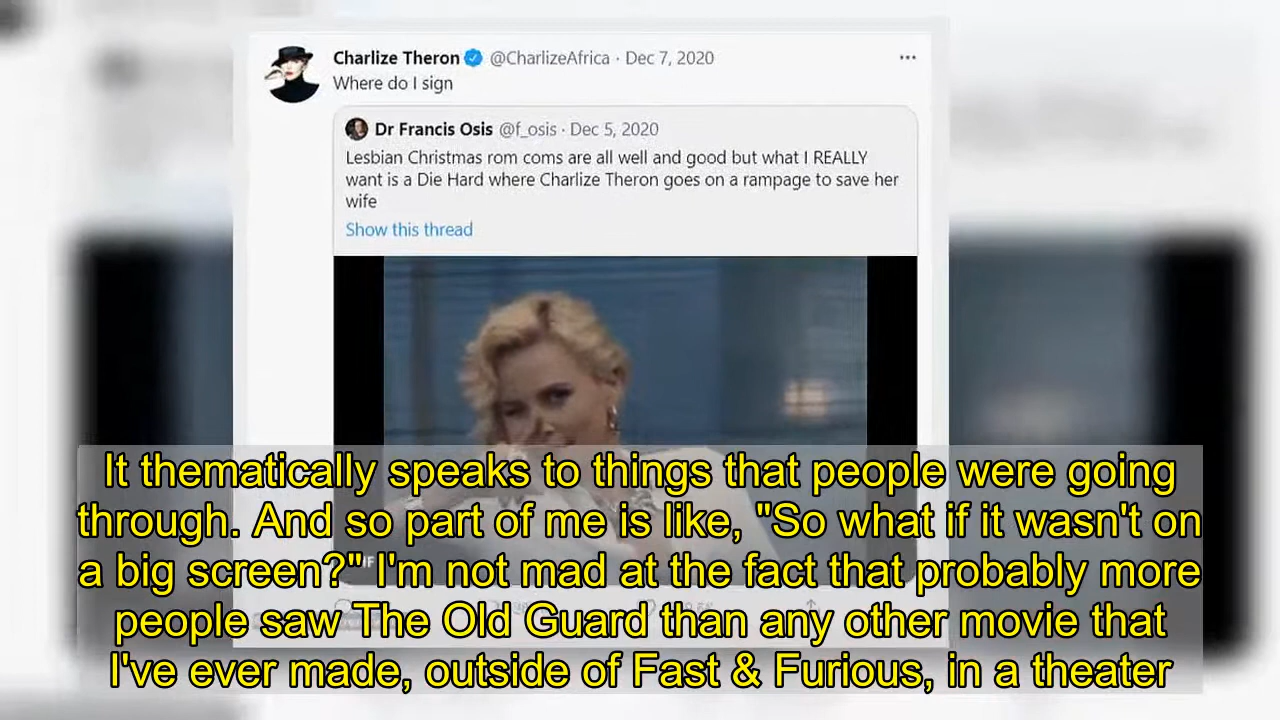 Charlize Theron @CharlizeAfrica · Dec 7, 2020 ···
Where do I sign
Dr Francis Osis @f_osis · Dec 5, 2020
Lesbian Christmas rom coms are all well and good but what I REALLY
want is a Die Hard where Charlize Theron goes on a rampage to save her
wife
Show this thread
It thematically speaks to things that people were going
through. And so part of me is like, "So what if it wasn't on
a big screen?" I'm not mad at the fact that probably more
people saw The Old Guard than any other movie that
I've ever made, outside of Fast & Furious, in a theater